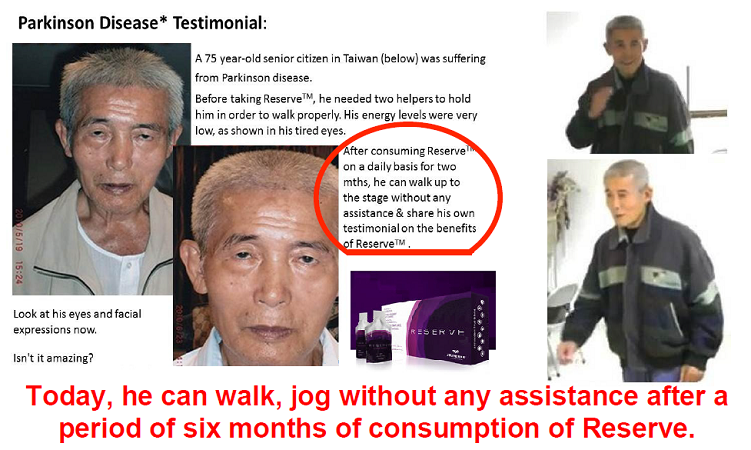 Parkinson Disease* Testimonial:
A 75 year-old senior citizen in Taiwan (below) was suffering
from Parkinson disease.
Before taking Reserve™, he needed two helpers to hold
him in order to walk properly. His energy levels were very
low, as shown in his tired eyes.
After consuming Reserve™
on a daily basis for two
mths, he can walk up to
the stage without any
assistance & share his own
testimonial on the benefits
of Reserve™ .
2010/5/19 15:24
RESERVE
Look at his eyes and facial
expressions now.
Isn't it amazing?
Today, he can walk, jog without any assistance after a
period of six months of consumption of Reserve.